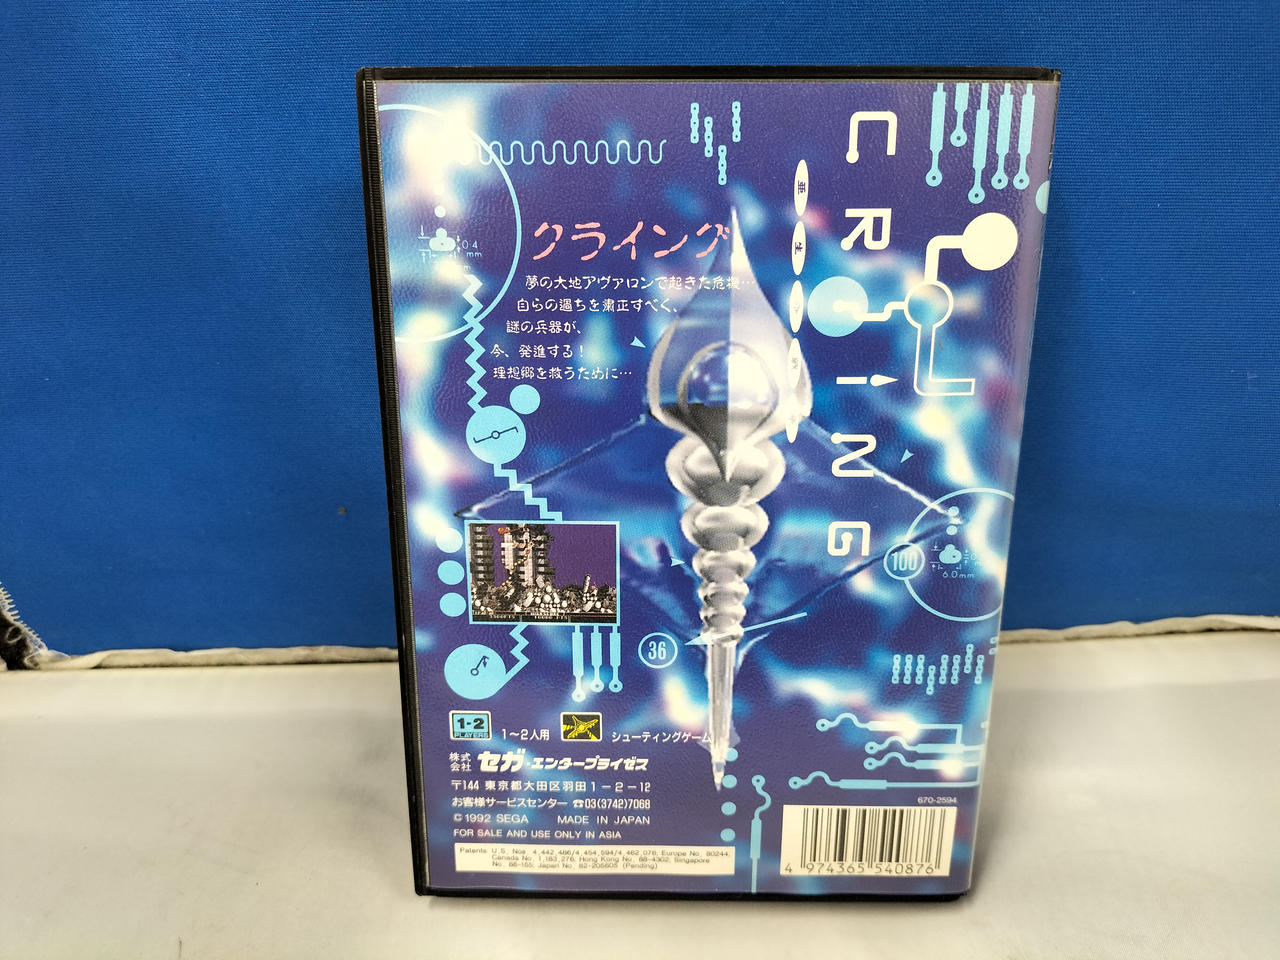 CRiNG
亜
生
命
戦
争
クライング
夢の大地アヴァロンで起きた危機…
自らの過ちを粛正すべく、
謎の兵器が、
今、発進する！
理想郷を救うために…
0.4
mm
100
6.0mm
36
1-2
PLAYERS
1〜2人用
シューティングゲーム
株式会社 セガ・エンタープライゼス
〒144 東京都大田区羽田1－2－12
お客様サービスセンター ☎03(3742)7068
©1992 SEGA MADE IN JAPAN
FOR SALE AND USE ONLY IN ASIA
Patents: U.S. Nos. 4,442,486/4,454,594/4,462,076; Europe No. 80244;
Canada No. 1,183,276; Hong Kong No. 88-4302; Singapore
No. 88-155; Japan No. 82-205605 (Pending)
670-2594
4 974365 540876